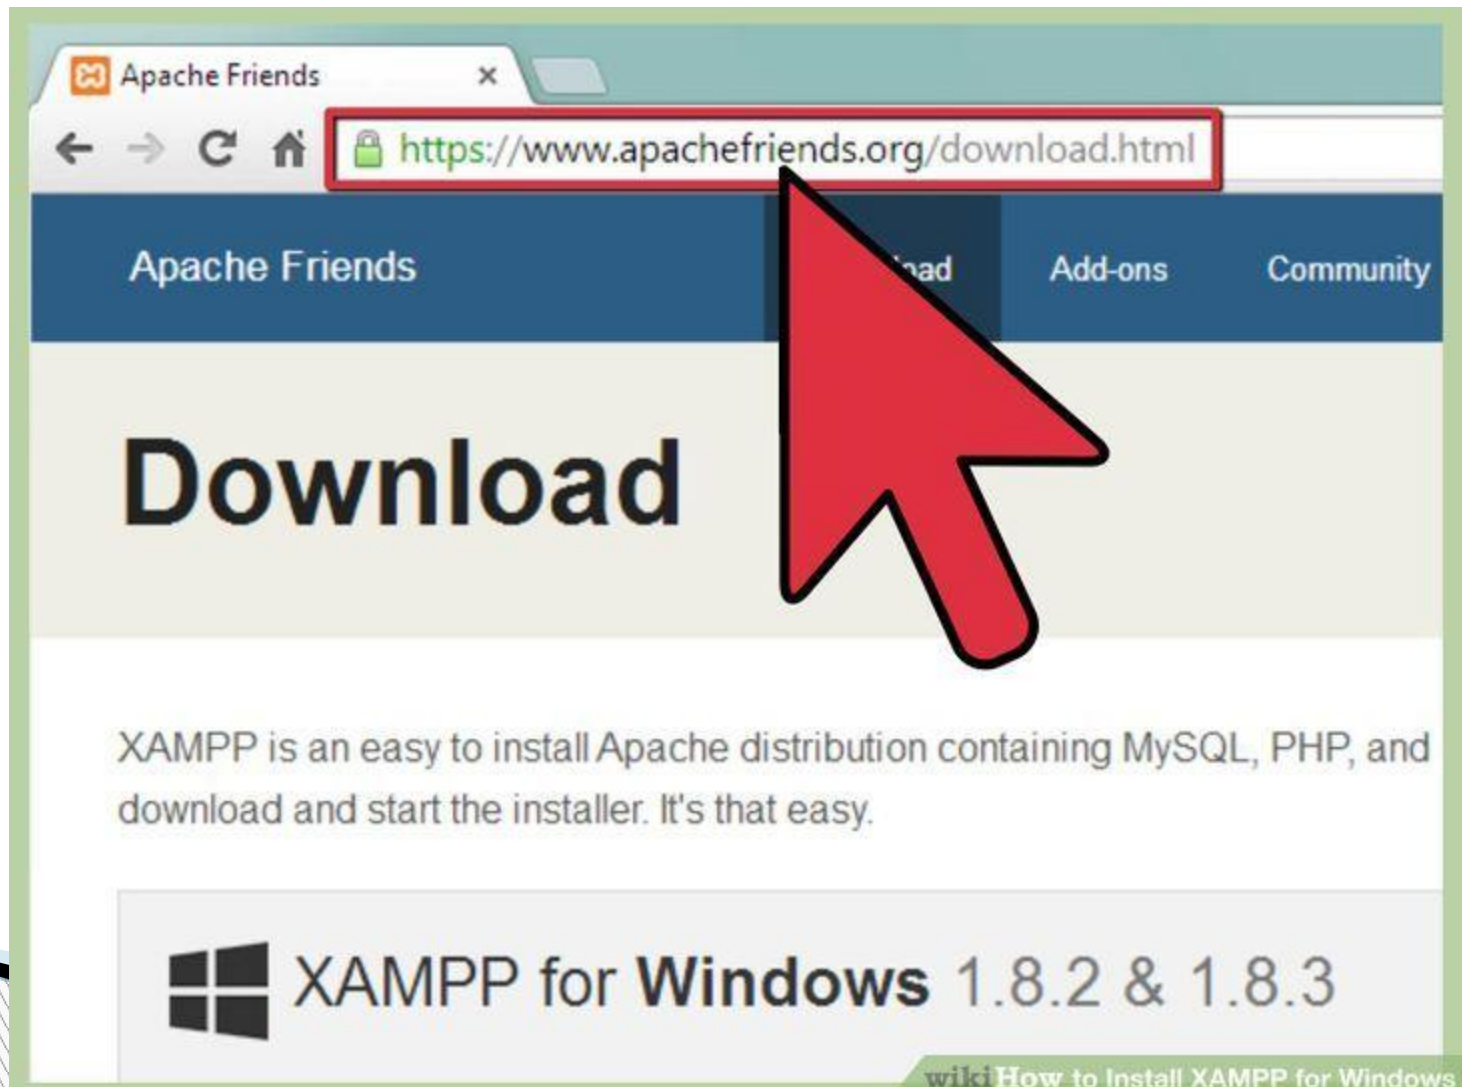 Apache Friends
https://www.apachefriends.org/download.html
Apache Friends Add-ons Community
Download
XAMPP is an easy to install Apache distribution containing MySQL, PHP, and
download and start the installer. It's that easy.
XAMPP for Windows 1.8.2 & 1.8.3
wikiHow to Install XAMPP for Windows